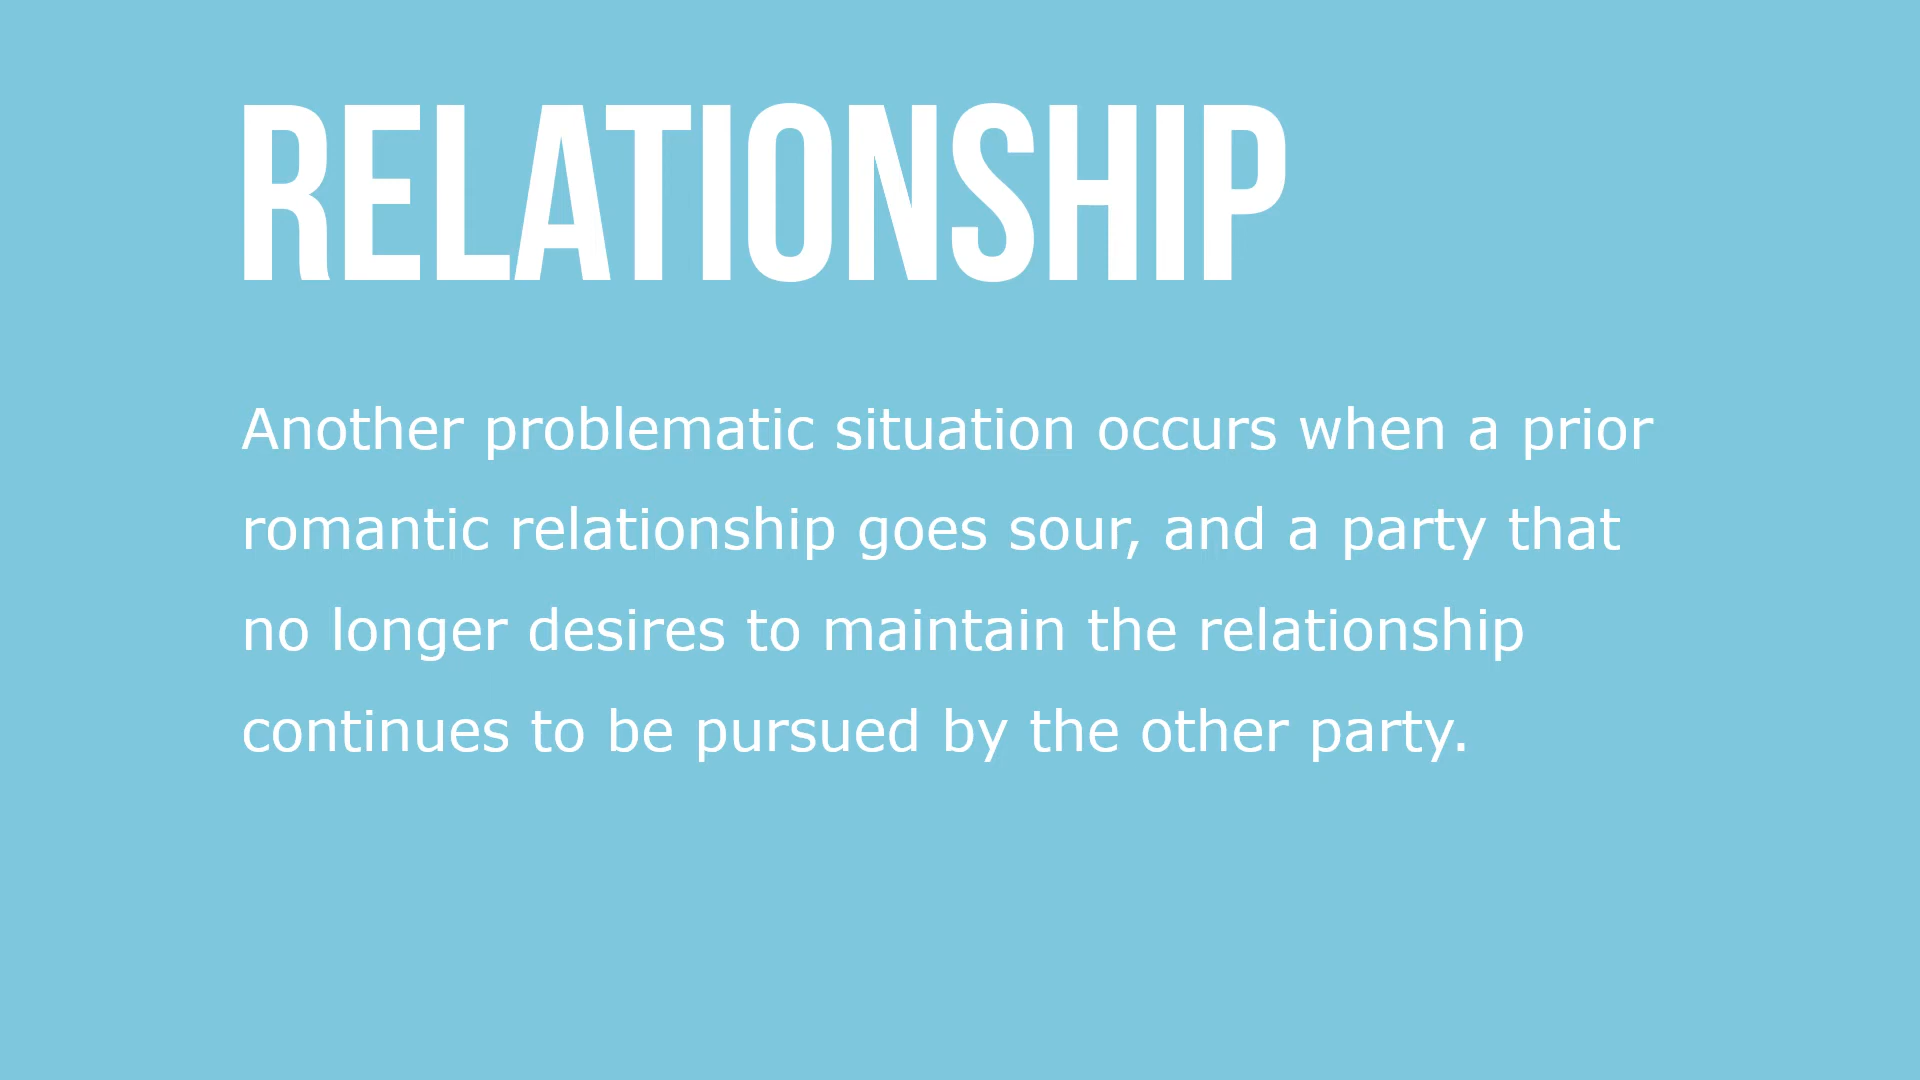 RELATIONSHIP
Another problematic situation occurs when a prior
romantic relationship goes sour, and a party that
no longer desires to maintain the relationship
continues to be pursued by the other party.